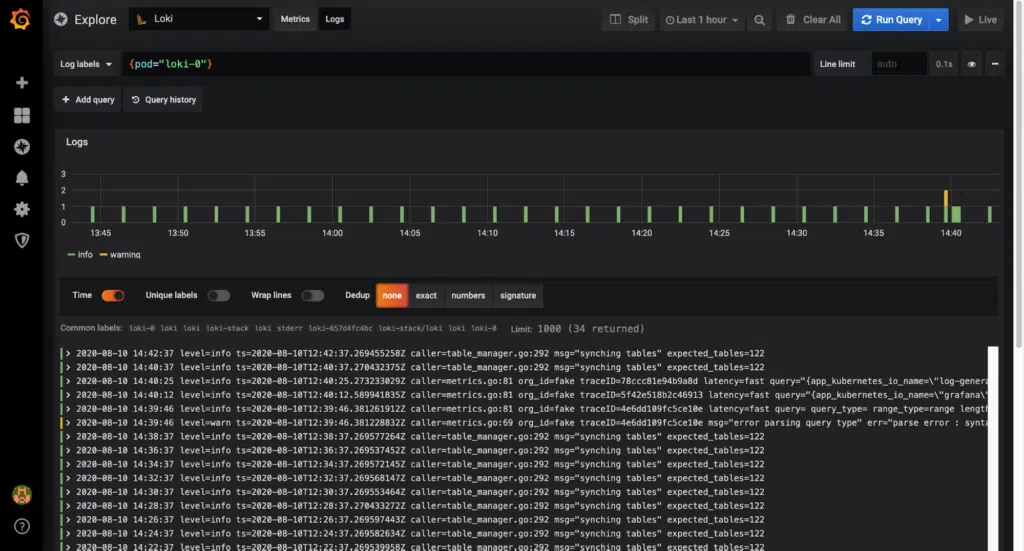 Explore Loki Metrics Logs Split Last 1 hour Clear All Run Query Live
Log labels {pod="loki-0"} Line limit auto 0.1s
+ Add query Query history
Logs
3
2
1
0
13:45 13:50 13:55 14:00 14:05 14:10 14:15 14:20 14:25 14:30 14:35 14:40
info warning
Time Unique labels Wrap lines Dedup none exact numbers signature
Common labels: loki-0 loki loki loki-stack loki stderr loki-657d4fc4bc loki-stack/loki loki loki-0 Limit: 1000 (34 returned)
> 2020-08-10 14:42:37 level=info ts=2020-08-10T12:42:37.269455258Z caller=table_manager.go:292 msg="synching tables" expected_tables=122
> 2020-08-10 14:40:37 level=info ts=2020-08-10T12:40:37.270432375Z caller=table_manager.go:292 msg="synching tables" expected_tables=122
> 2020-08-10 14:40:25 level=info ts=2020-08-10T12:40:25.273233029Z caller=metrics.go:81 org_id=fake traceID=78ccc81e94b9a8d latency=fast query="{app_kubernetes_io_name=\"log-genera
> 2020-08-10 14:40:12 level=info ts=2020-08-10T12:40:12.589941835Z caller=metrics.go:81 org_id=fake traceID=5f42e518b2c46913 latency=fast query="{app_kubernetes_io_name=\"grafana\"
> 2020-08-10 14:39:46 level=info ts=2020-08-10T12:39:46.381261912Z caller=metrics.go:81 org_id=fake traceID=4e6dd109fc5ce10e latency=fast query= query_type= range_type=range length
> 2020-08-10 14:39:46 level=warn ts=2020-08-10T12:39:46.381228832Z caller=metrics.go:69 org_id=fake traceID=4e6dd109fc5ce10e msg="error parsing query type" err="parse error : synta
> 2020-08-10 14:38:37 level=info ts=2020-08-10T12:38:37.269577264Z caller=table_manager.go:292 msg="synching tables" expected_tables=122
> 2020-08-10 14:36:37 level=info ts=2020-08-10T12:36:37.269537452Z caller=table_manager.go:292 msg="synching tables" expected_tables=122
> 2020-08-10 14:34:37 level=info ts=2020-08-10T12:34:37.269572145Z caller=table_manager.go:292 msg="synching tables" expected_tables=122
> 2020-08-10 14:32:37 level=info ts=2020-08-10T12:32:37.269568147Z caller=table_manager.go:292 msg="synching tables" expected_tables=122
> 2020-08-10 14:30:37 level=info ts=2020-08-10T12:30:37.269553464Z caller=table_manager.go:292 msg="synching tables" expected_tables=122
> 2020-08-10 14:28:37 level=info ts=2020-08-10T12:28:37.270433272Z caller=table_manager.go:292 msg="synching tables" expected_tables=122
> 2020-08-10 14:26:37 level=info ts=2020-08-10T12:26:37.269597443Z caller=table_manager.go:292 msg="synching tables" expected_tables=122
> 2020-08-10 14:24:37 level=info ts=2020-08-10T12:24:37.269582634Z caller=table_manager.go:292 msg="synching tables" expected_tables=122
> 2020-08-10 14:22:37 level=info ts=2020-08-10T12:22:37.269539958Z caller=table_manager.go:292 msg="synching tables" expected_tables=122